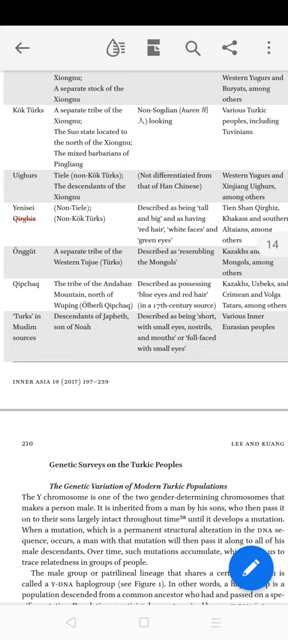 Xiongnu;
Western Yugurs and
A separate stock of the
Buryats, among
Xiongnu
others
Kök Türks
A separate tribe of the
Non-Sogdian (huren 胡
Various Turkic
Xiongnu;
人) looking
peoples, including
The Suo state located to
Tuvinians
the north of the Xiongnu;
The mixed barbarians of
Pingliang
Uighurs
Tiele (non-Kök Türks);
(Not differentiated from
Western Yugurs and
The descendants of the
that of Han Chinese)
Xinjiang Uighurs,
Xiongnu
among others
Yenisei
(Non-Tiele);
Described as being 'tall
Tien Shan Qirghiz,
Qirghiz
(Non-Kök Türks)
and big' and as having
Khakass and southern
'red hair', 'white faces' and
Altaians, among
'green eyes'
others
14
Önggüt
A separate tribe of the
Described as 'resembling
Kazakhs and
Western Tujue (Türks)
the Mongols'
Mongols, among
others
Qipchaq
The tribe of the Andahan
Described as possessing
Kazakhs, Uzbeks, and
Mountain, north of
'blue eyes and red hair'
Crimean and Volga
Wuping (Ölberli Qipchaq)
(in a 17th-century source)
Tatars, among others
'Turks' in
Descendants of Japheth,
Described as being 'short,
Various Inner
Muslim
son of Noah
with small eyes, nostrils,
Eurasian peoples
sources
and mouths' or 'full-faced
with small eyes'
INNER ASIA 19 (2017) 197–239
210
LEE AND KUANG
Genetic Surveys on the Turkic Peoples
The Genetic Variation of Modern Turkic Populations
The Y chromosome is one of the two gender-determining chromosomes that
makes a person male. It is inherited from a man by his sons, who then pass it
on to their sons largely intact throughout time until it develops a mutation.
When a mutation, which is a permanent structural alteration in the DNA se-
quence, occurs, a man with that mutation will then pass it along to all of his
male descendants. Over time, such mutations accumulate, us to
trace relatedness in groups of people.
The male group or patrilineal lineage that shares a is
called a Y-DNA haplogroup (see Figure 1). In other words, a is a
population descended from a common ancestor who had and passed on a spe-